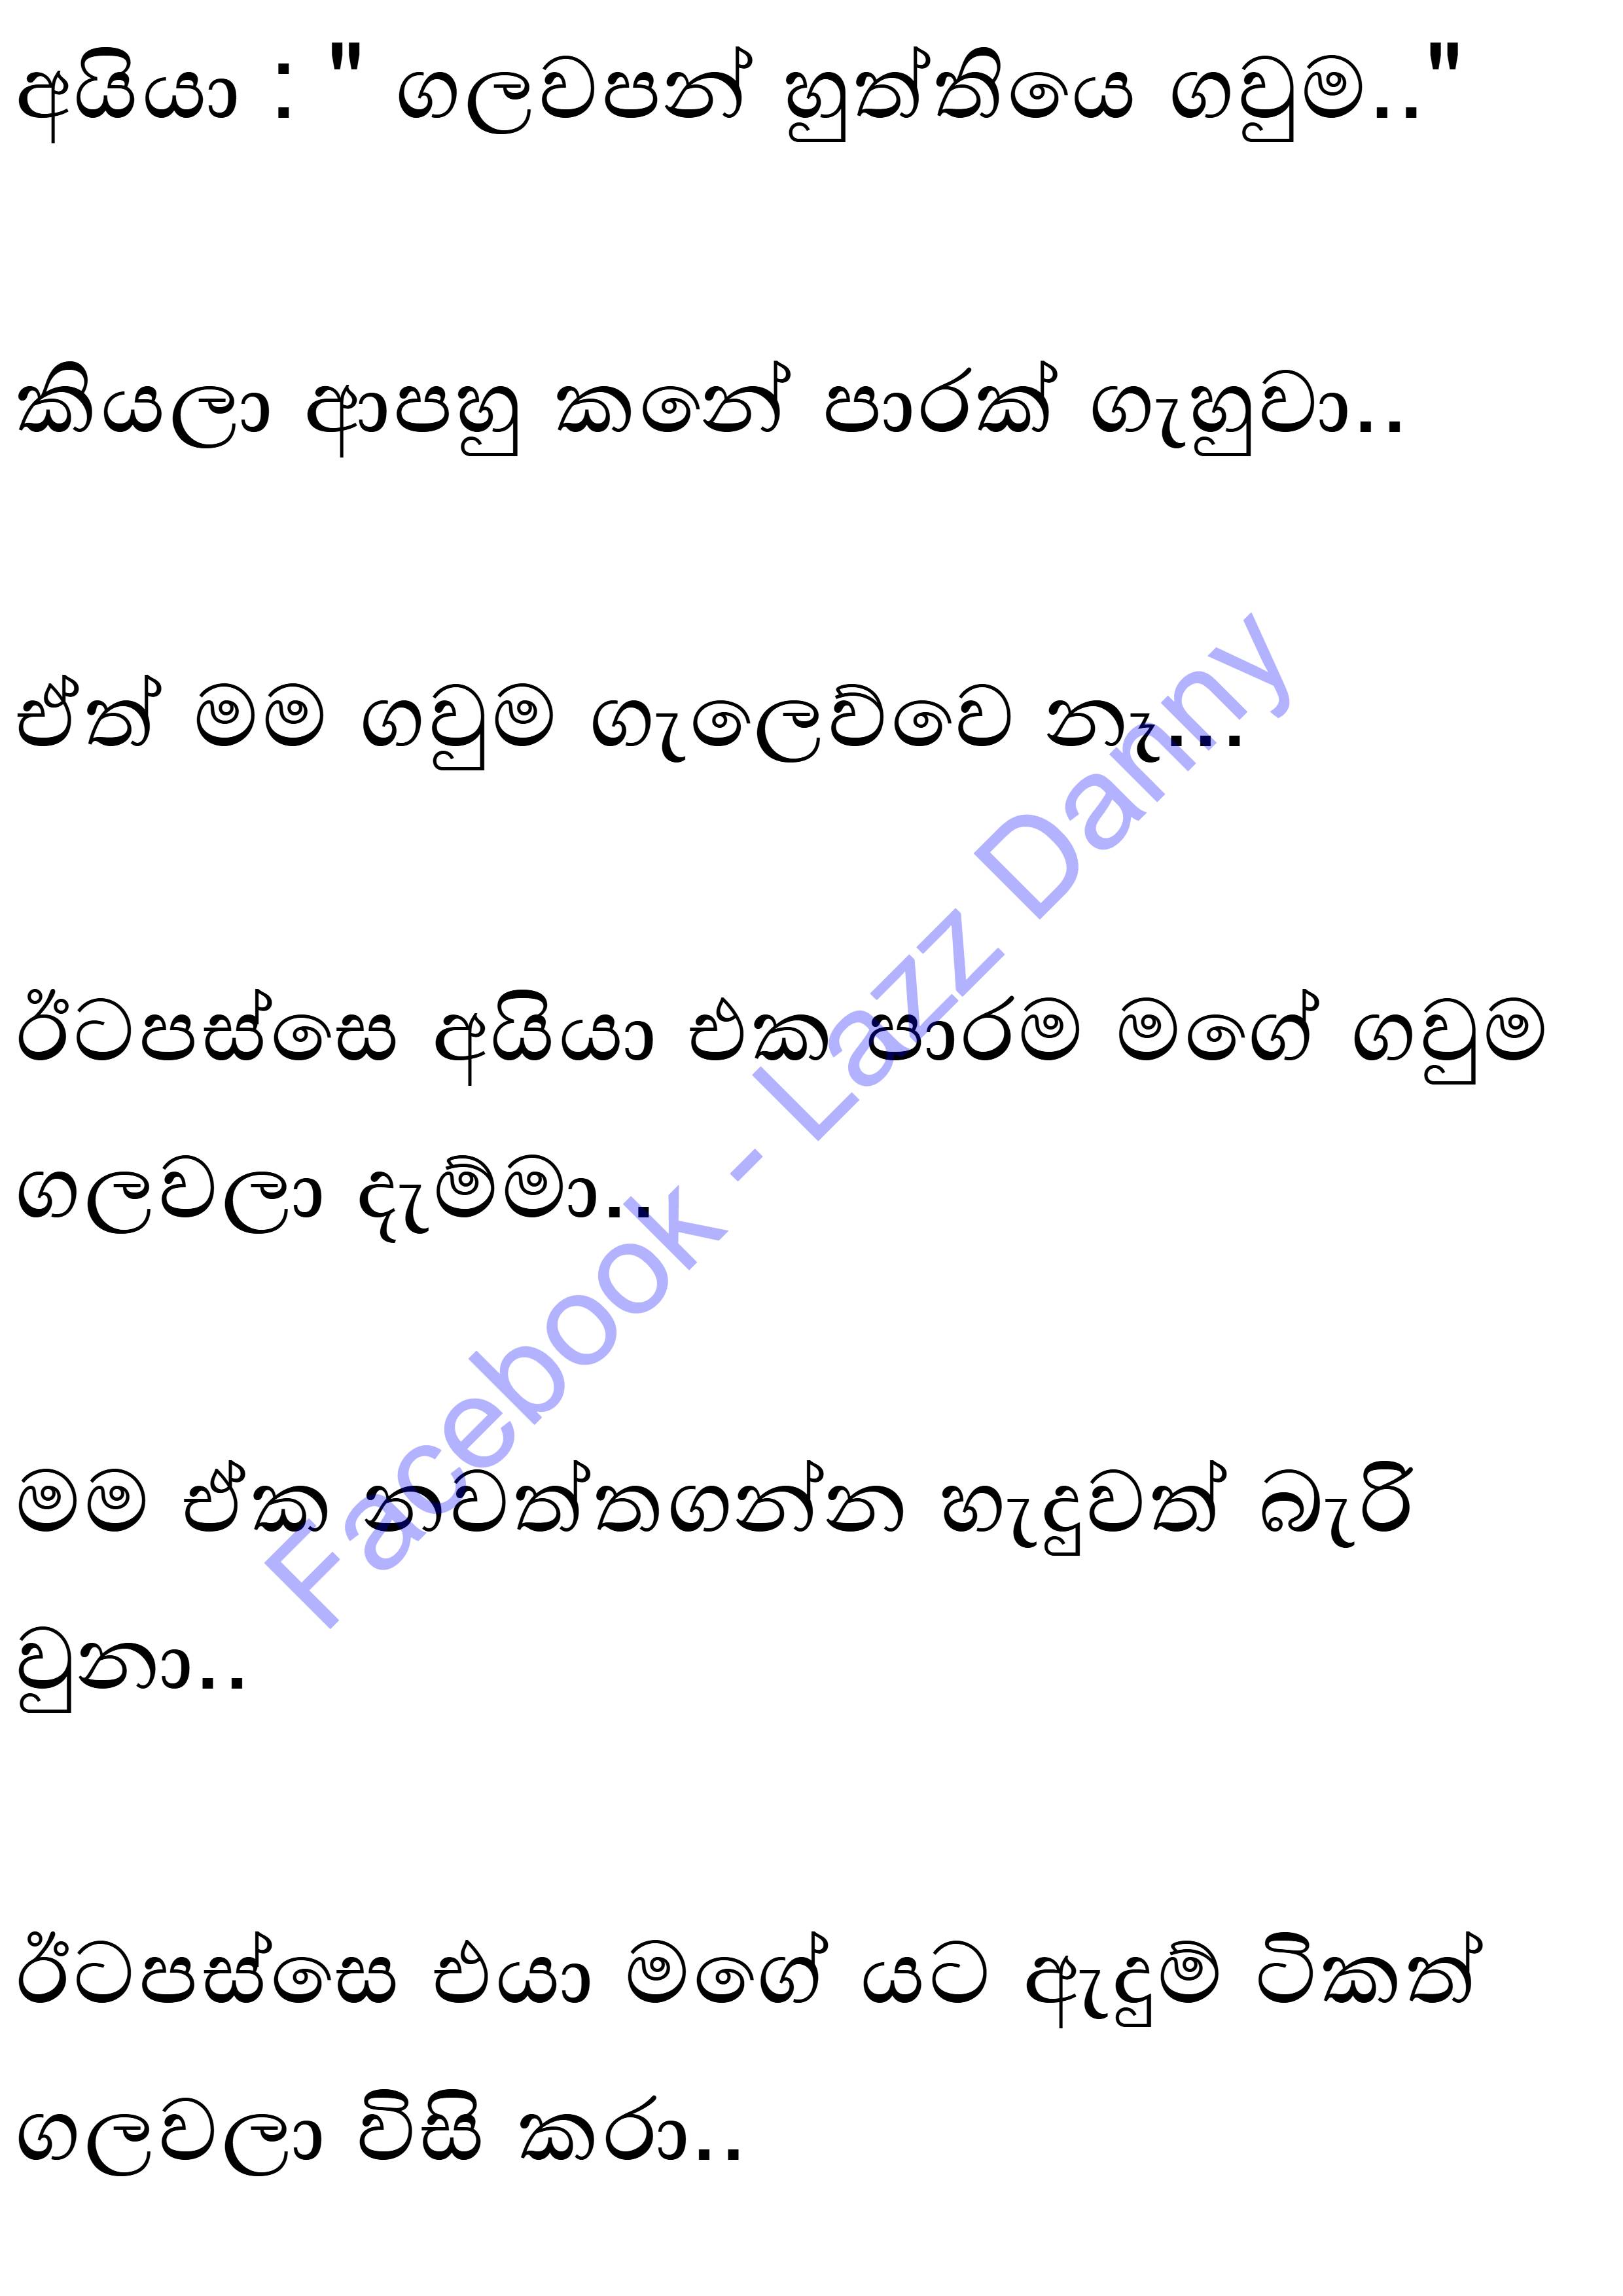 අයියා : " ගලවපන් හුත්තියෙ ගවුම.."
කියලා ආපහු කනේ පාරක් ගැහුවා..
ඒත් මම ගවුම ගැලෙව්වෙ නෑ...
ඊටපස්සෙ අයියා එක පාරම මගේ ගවුම
ගලවලා දැම්මා..
මම ඒක නවත්තගන්න හැදුවත් බැරි
වුනා..
ඊටපස්සෙ එයා මගේ යට ඇදුම් ටිකත්
ගලවලා විසි කරා..
Facebook - Lazz Danny